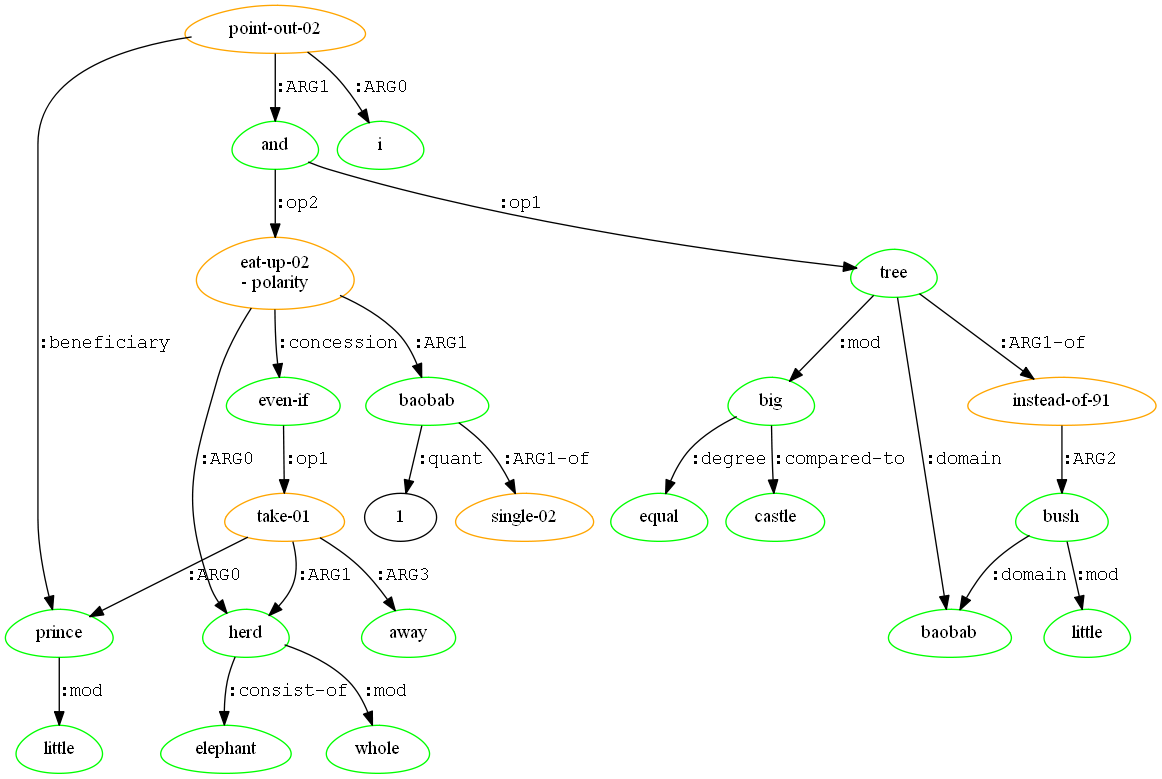 point-out-02
:ARG1
:ARG0
and
i
:op2
:op1
eat-up-02
- polarity
tree
:beneficiary
:concession
:ARG1
:mod
:ARG1-of
even-if
baobab
big
instead-of-91
:ARG0
:op1
:quant
:ARG1-of
:degree
:compared-to
:domain
:ARG2
take-01
1
single-02
equal
castle
bush
:ARG0
:ARG1
:ARG3
:domain
:mod
prince
herd
away
baobab
little
:mod
:consist-of
:mod
little
elephant
whole